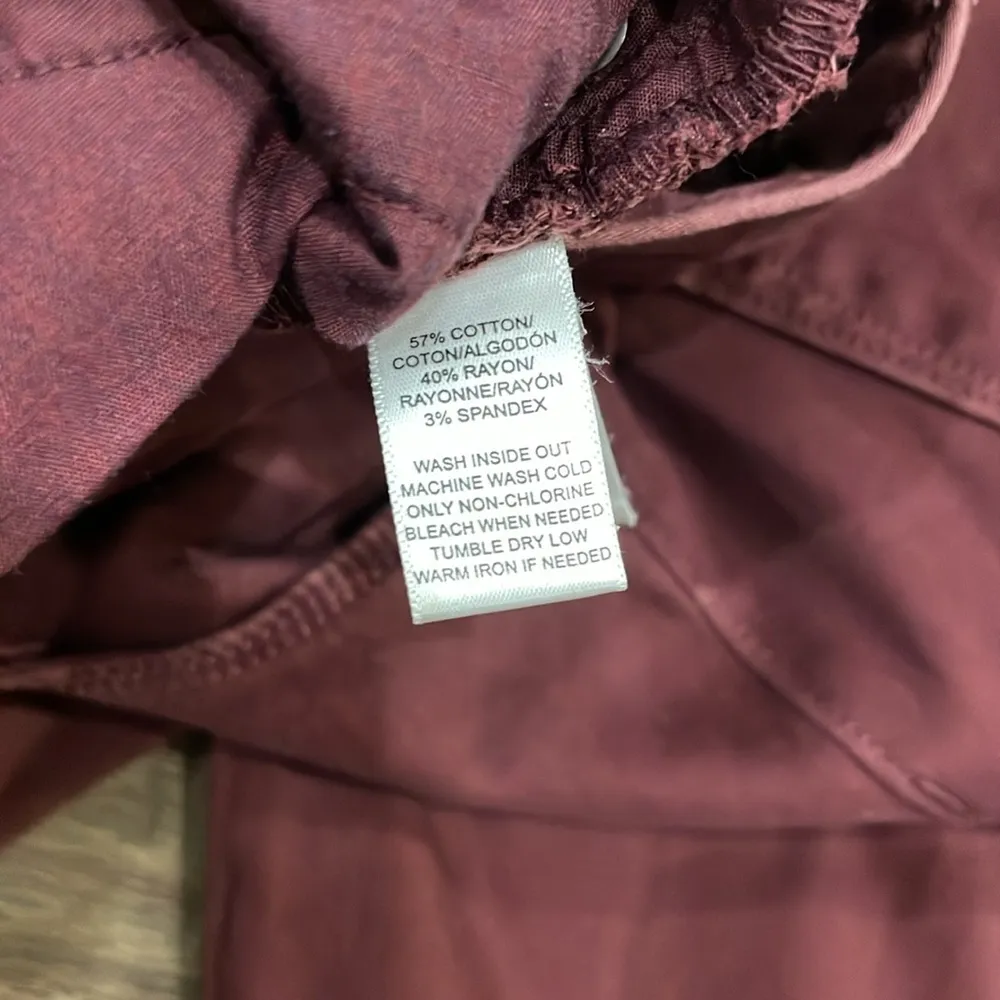 57% COTTON/
COTON/ALGODÓN
40% RAYON/
RAYONNE/RAYÓN
3% SPANDEX
WASH INSIDE OUT
MACHINE WASH COLD
ONLY NON-CHLORINE
BLEACH WHEN NEEDED
TUMBLE DRY LOW
WARM IRON IF NEEDED